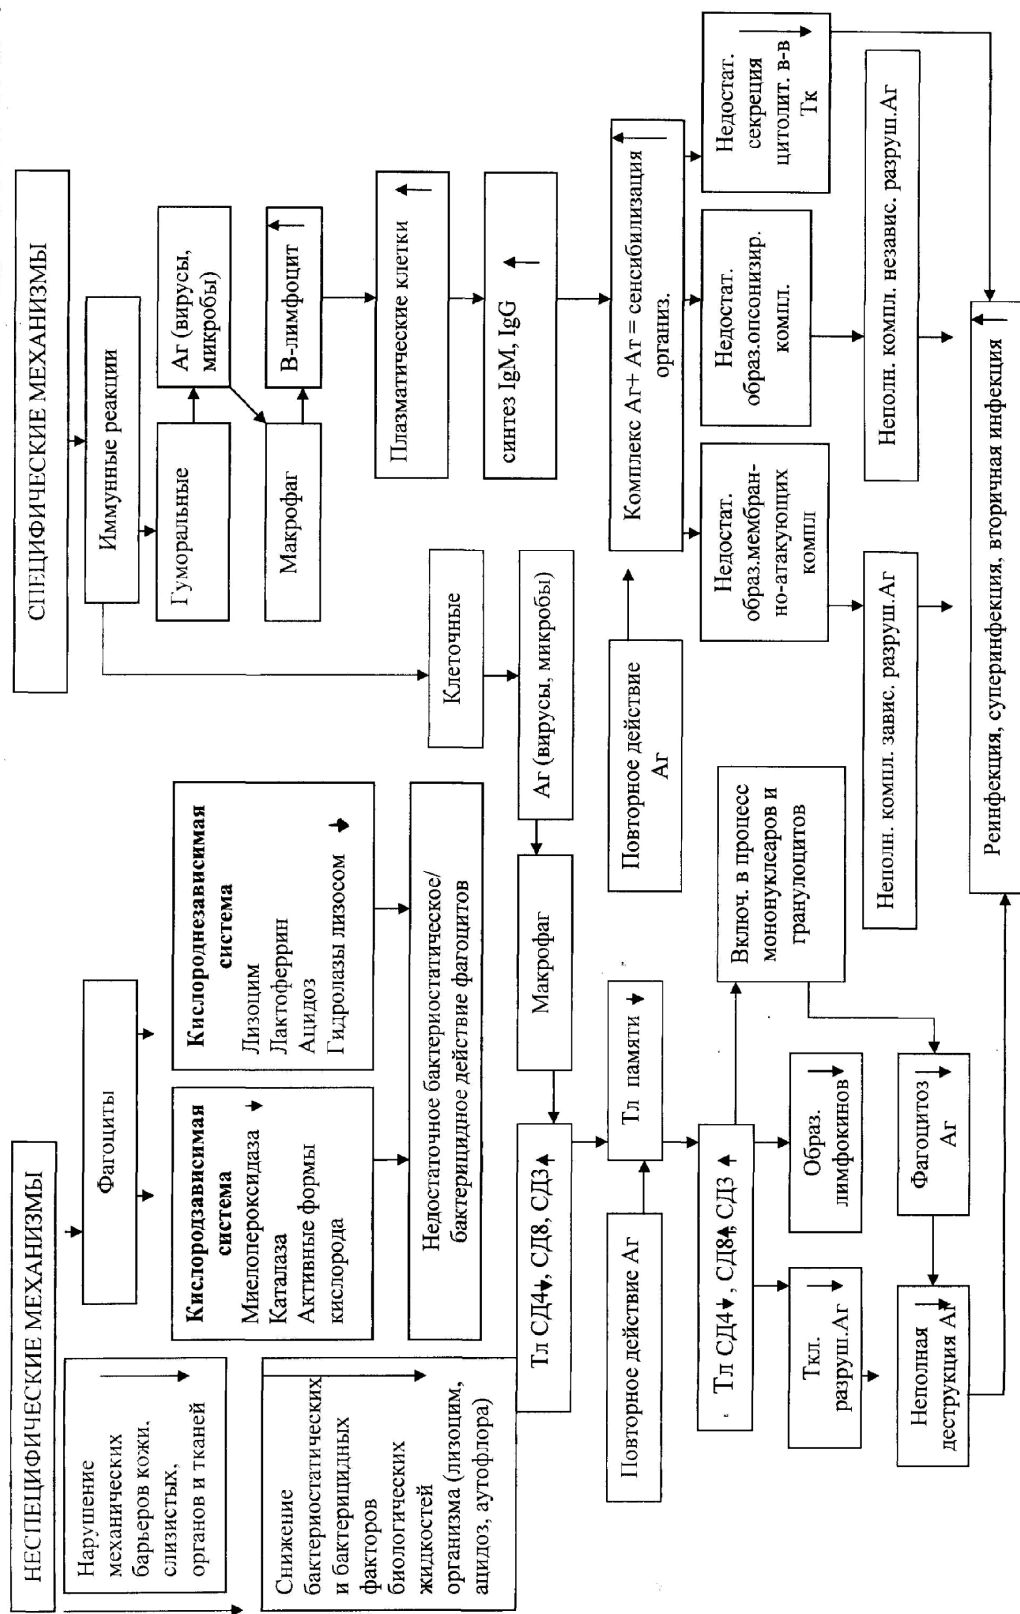 НЕСПЕЦИФИЧЕСКИЕ МЕХАНИЗМЫ
СПЕЦИФИЧЕСКИЕ МЕХАНИЗМЫ
Нарушение
механических
барьеров кожи.
слизистых,
органов и тканей
Фагоциты
Иммунные реакции
Снижение
бактериостатических
и бактерицидных
факторов
биологических
жидкостей
организма (лизоцим,
ацидоз, аутофлора)
Кислородзависимая
система
Миелопероксидаза
Каталаза
Активные формы
кислорода
Кислороднезависимая
система
Лизоцим
Лактоферрин
Ацидоз
Гидролазы лизосом
Недостаточное бактериостатическое/
бактерицидное действие фагоцитов
Гуморальные
Аг (вирусы,
микробы)
Макрофаг
В-лимфоцит
Плазматические клетки
синтез IgM, IgG
Клеточные
Аг (вирусы, микробы)
Макрофаг
Тл СД4, СД8, СД3
Тл памяти
Повторное действие Аг
Тл СД4, СД8, СД3
Повторное действие
Аг
Комплекс Аг+ Ат = сенсибилизация
организ.
Ткл.
разруш.Аг
Образ.
лимфокинов
Включ. в процесс
мононуклеаров и
гранулоцитов
Недостат.
образ.мембран-
но-атакующих
компл
Недостат.
образ.опсонизир.
компл.
Недостат.
секреция
цитолит. в-в
Тк
Неполная
деструкция Аг
Фагоцитоз
Аг
Неполн. компл. завис. разруш.Аг
Неполн. компл. независ. разруш.Аг
Реинфекция, суперинфекция, вторичная инфекция